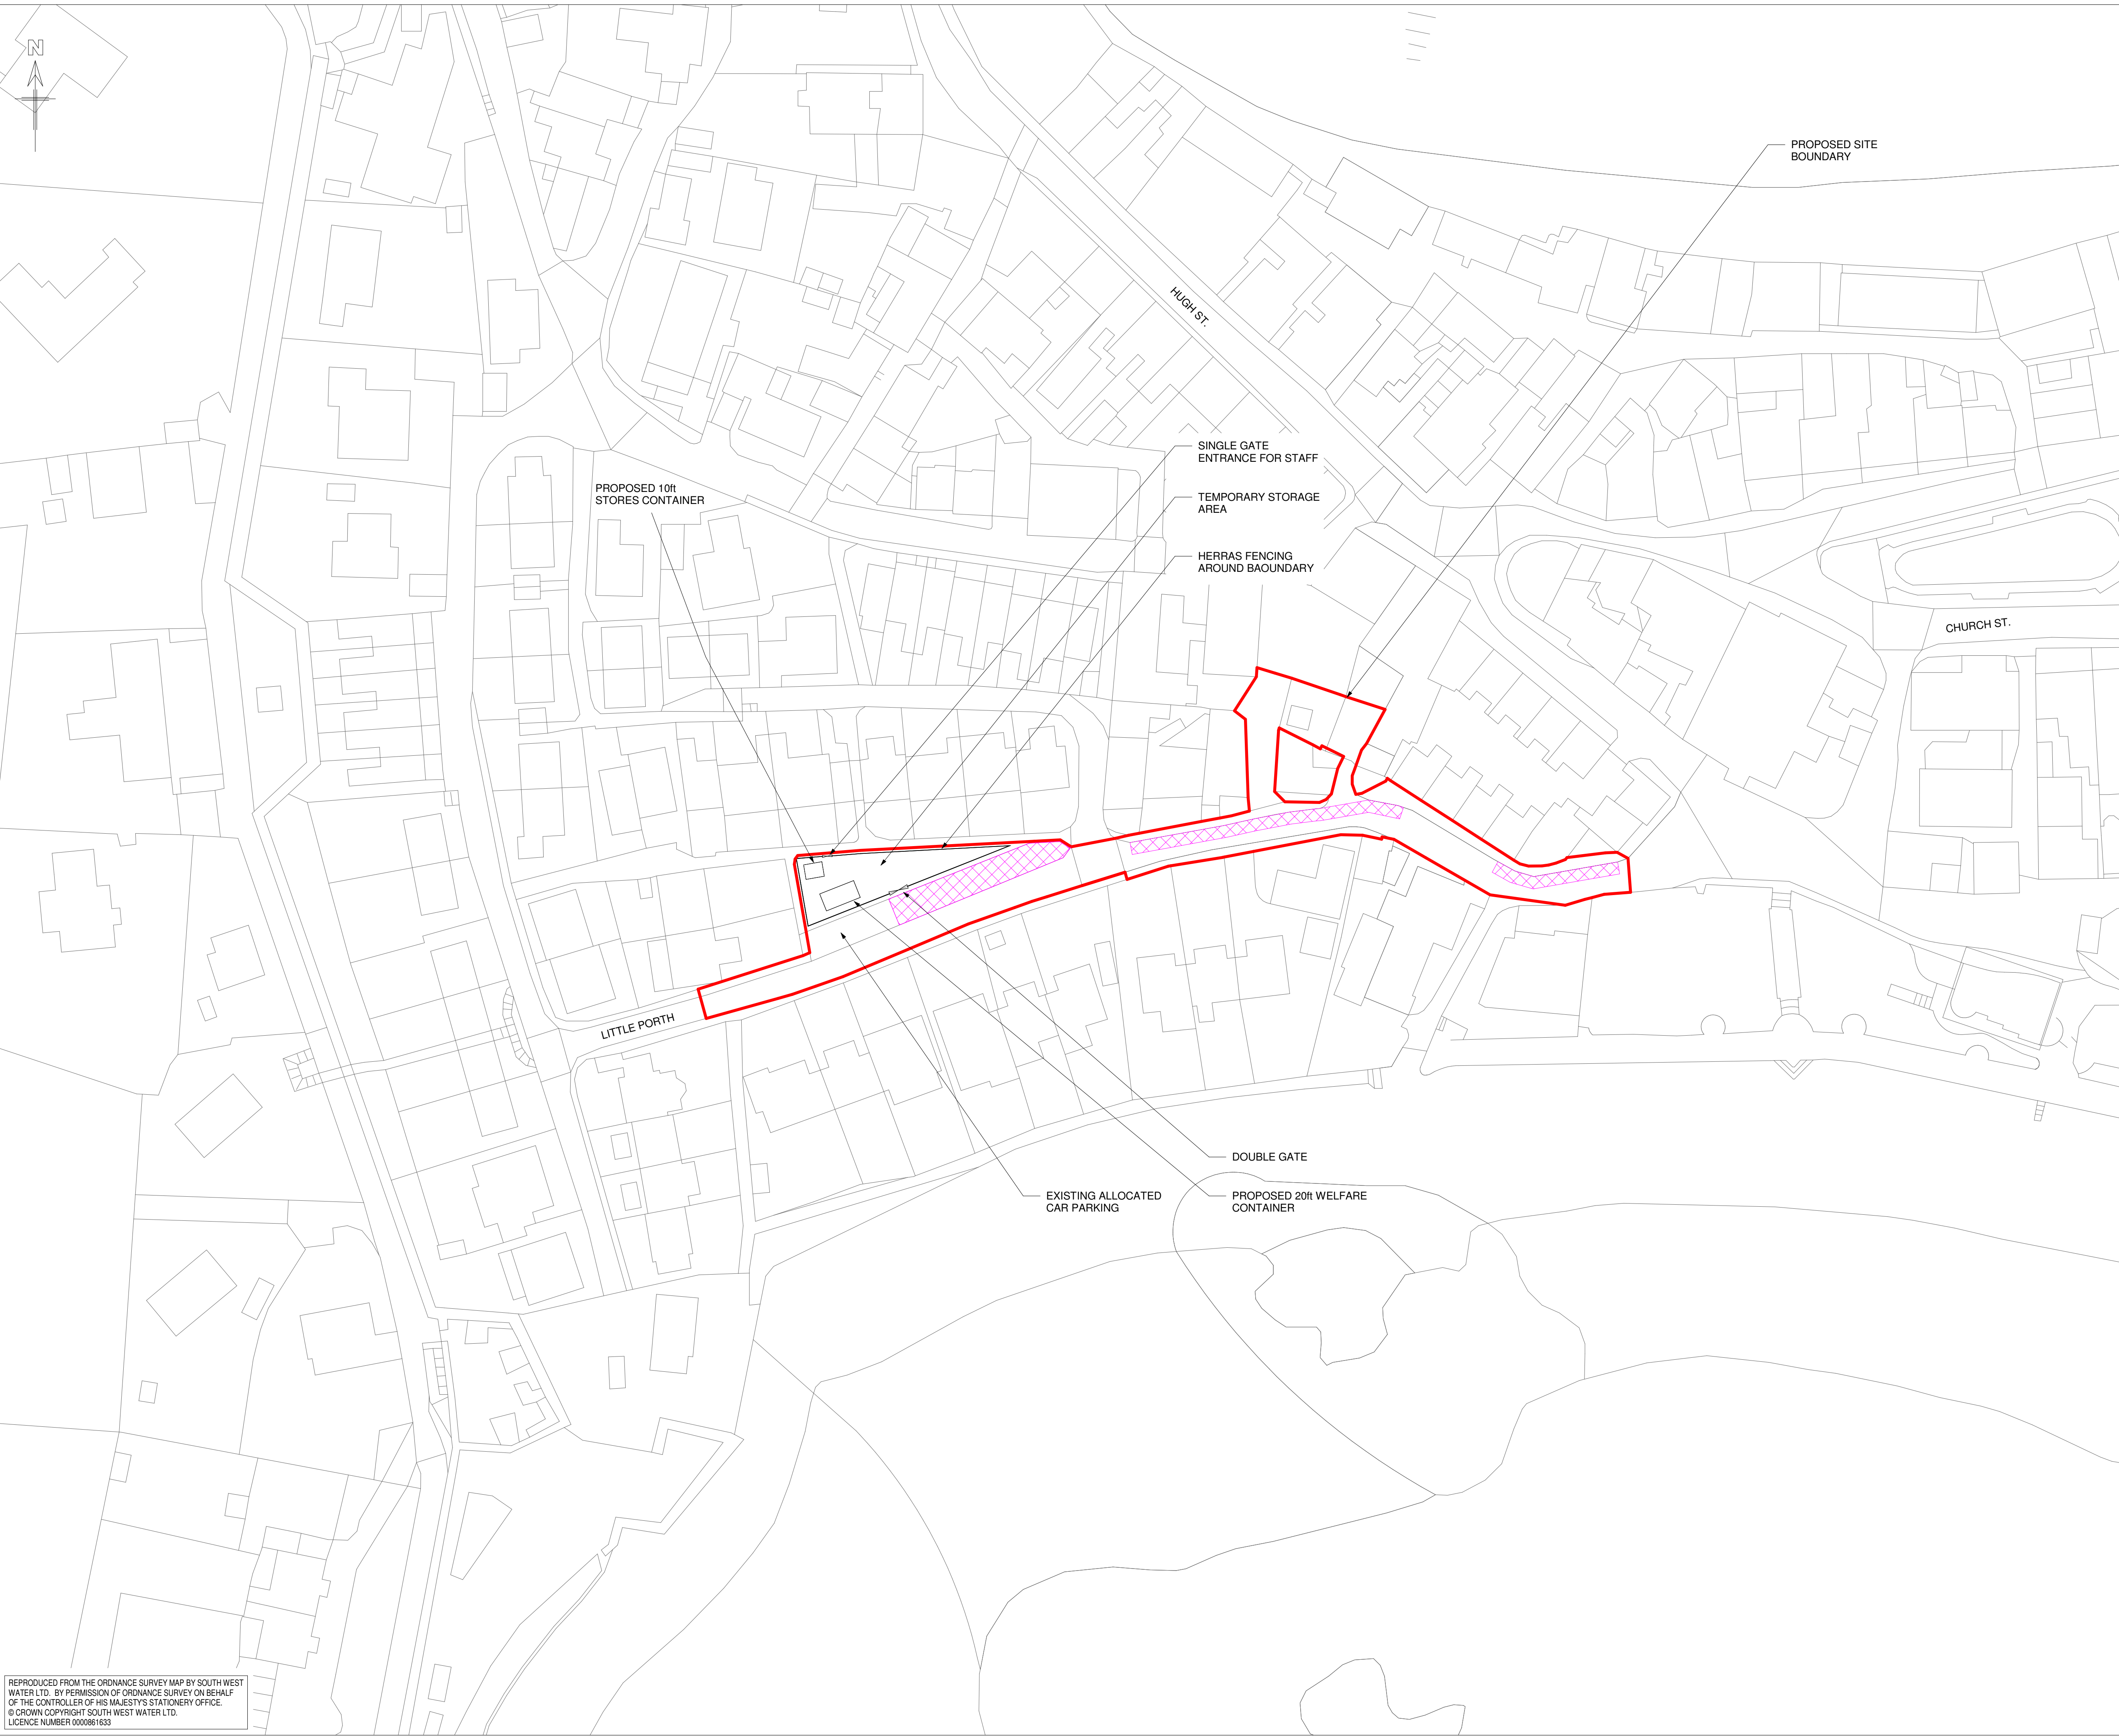 N
PROPOSED SITE
BOUNDARY
HUGH ST.
SINGLE GATE
ENTRANCE FOR STAFF
PROPOSED 10ft
STORES CONTAINER
TEMPORARY STORAGE
AREA
HERRAS FENCING
AROUND BAOUNDARY
CHURCH ST.
LITTLE PORTH
DOUBLE GATE
EXISTING ALLOCATED
CAR PARKING
PROPOSED 20ft WELFARE
CONTAINER
REPRODUCED FROM THE ORDNANCE SURVEY MAP BY SOUTH WEST
WATER LTD. BY PERMISSION OF ORDNANCE SURVEY ON BEHALF
OF THE CONTROLLER OF HIS MAJESTY'S STATIONERY OFFICE.
© CROWN COPYRIGHT SOUTH WEST WATER LTD.
LICENCE NUMBER 0000861633